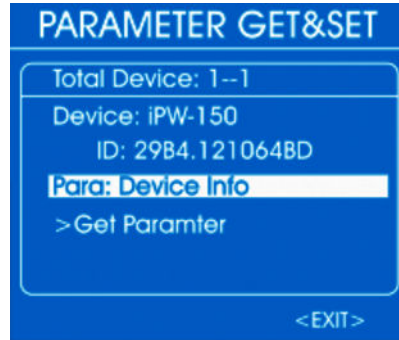 PARAMETER GET&SET
Total Device: 1--1
Device: iPW-150
ID: 29B4.121064BD
Para: Device Info
>Get Paramter
<EXIT>